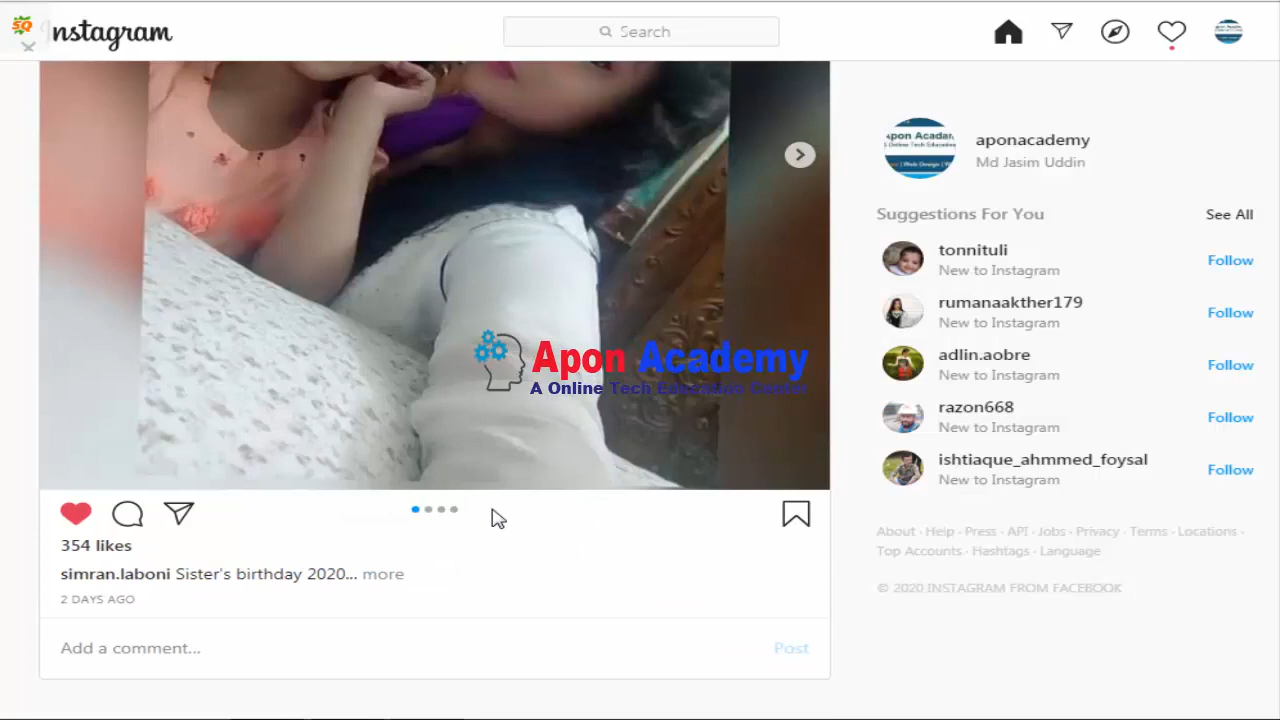 SQ
Instagram
Search
Apon Academy
A Online Tech Education Center
354 likes
simran.laboni Sister's birthday 2020... more
2 DAYS AGO
Add a comment...
Post
aponacademy
Md Jasim Uddin
Suggestions For You
See All
tonnituli
New to Instagram
Follow
rumanaakther179
New to Instagram
Follow
adlin.aobre
New to Instagram
Follow
razon668
New to Instagram
Follow
ishtiaque_ahmmed_foysal
New to Instagram
Follow
About · Help · Press · API · Jobs · Privacy · Terms · Locations ·
Top Accounts · Hashtags · Language
© 2020 INSTAGRAM FROM FACEBOOK